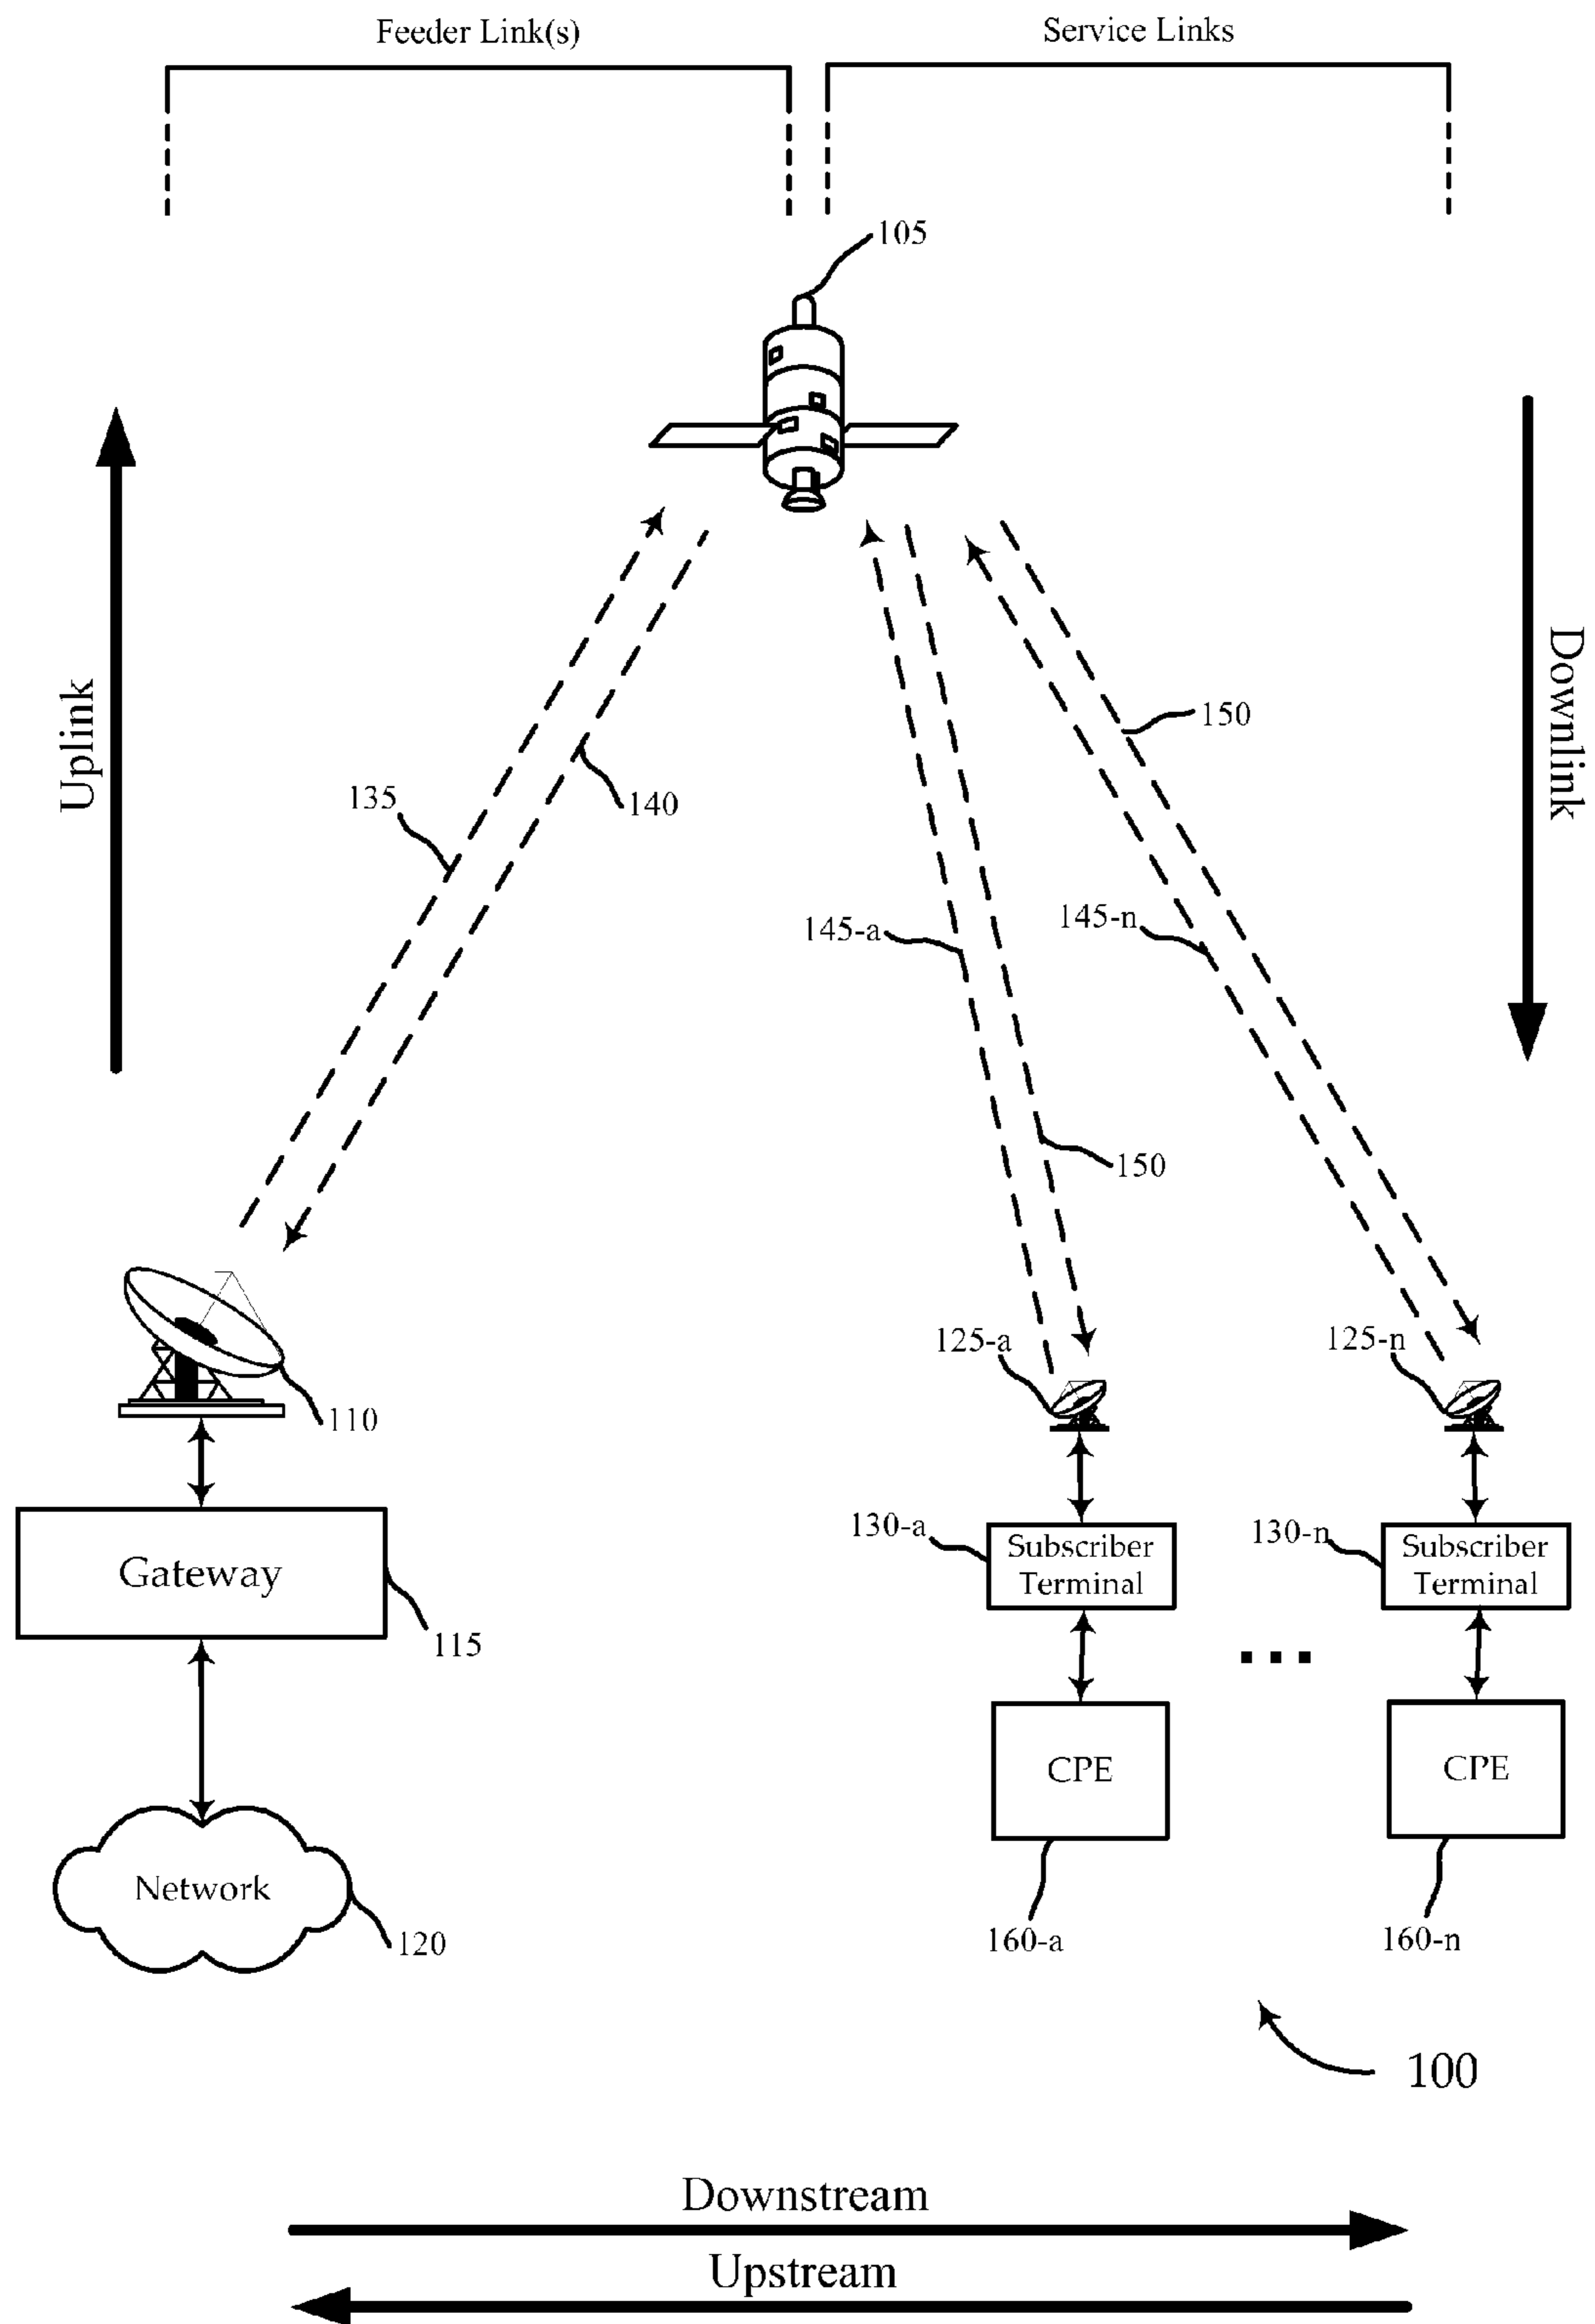 Feeder Link(s)
Service Links
105
Uplink
Downlink
150
135
140
145-a
145-n
150
125-a
125-n
110
130-a
Subscriber
Terminal
130-n
Subscriber
Terminal
Gateway
115
CPE
CPE
Network
120
160-a
160-n
100
Downstream
Upstream